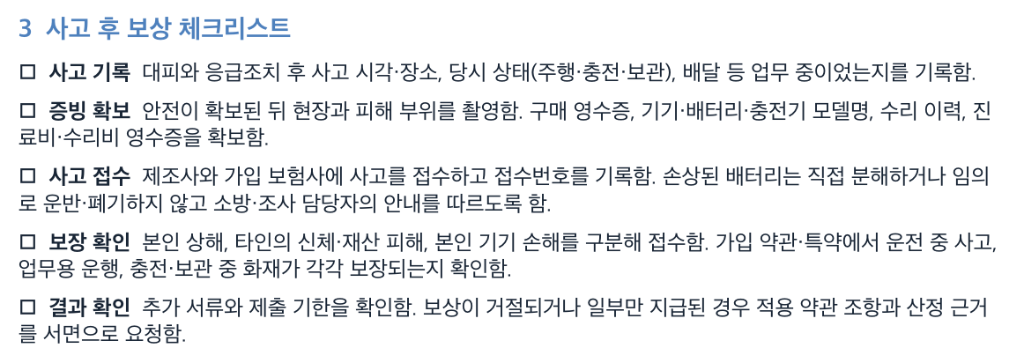 3 사고 후 보상 체크리스트
□ 사고 기록 대피와 응급조치 후 사고 시각·장소, 당시 상태(주행·충전·보관), 배달 등 업무 중이었는지를 기록함.
□ 증빙 확보 안전이 확보된 뒤 현장과 피해 부위를 촬영함. 구매 영수증, 기기·배터리·충전기 모델명, 수리 이력, 진
료비·수리비 영수증을 확보함.
□ 사고 접수 제조사와 가입 보험사에 사고를 접수하고 접수번호를 기록함. 손상된 배터리는 직접 분해하거나 임의
로 운반·폐기하지 않고 소방·조사 담당자의 안내를 따르도록 함.
□ 보장 확인 본인 상해, 타인의 신체·재산 피해, 본인 기기 손해를 구분해 접수함. 가입 약관·특약에서 운전 중 사고,
업무용 운행, 충전·보관 중 화재가 각각 보장되는지 확인함.
□ 결과 확인 추가 서류와 제출 기한을 확인함. 보상이 거절되거나 일부만 지급된 경우 적용 약관 조항과 산정 근거
를 서면으로 요청함.